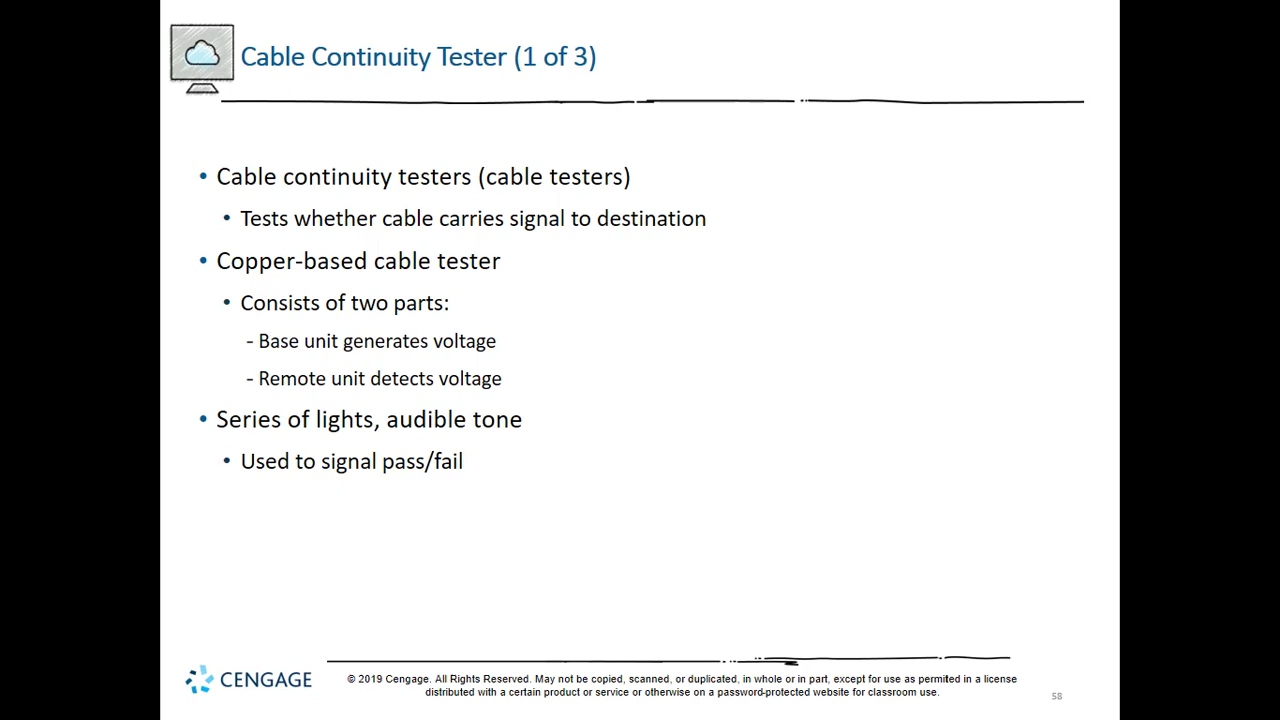 Cable Continuity Tester (1 of 3)
• Cable continuity testers (cable testers)
• Tests whether cable carries signal to destination
• Copper-based cable tester
• Consists of two parts:
- Base unit generates voltage
- Remote unit detects voltage
• Series of lights, audible tone
• Used to signal pass/fail
CENGAGE
© 2019 Cengage. All Rights Reserved. May not be copied, scanned, or duplicated, in whole or in part, except for use as permitted in a license
distributed with a certain product or service or otherwise on a password-protected website for classroom use.
58